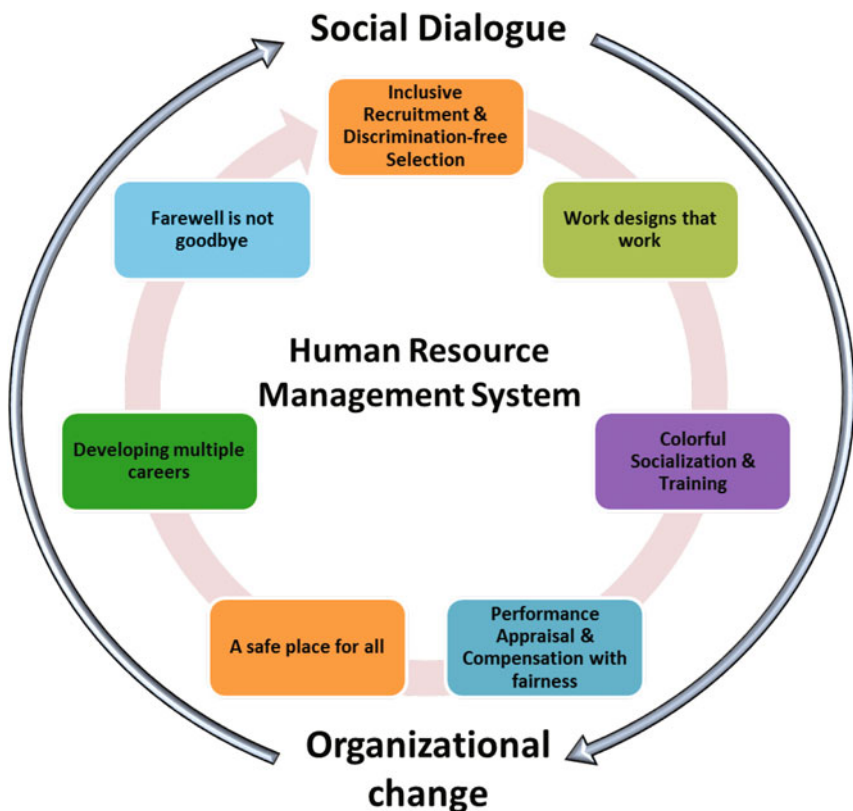 Social Dialogue
Inclusive
Recruitment &
Discrimination-free
Selection
Work designs that
work
Colorful
Socialization &
Training
Performance
Appraisal &
Compensation with
fairness
A safe place for all
Developing multiple
careers
Farewell is not
goodbye
Human Resource
Management System
Organizational
change